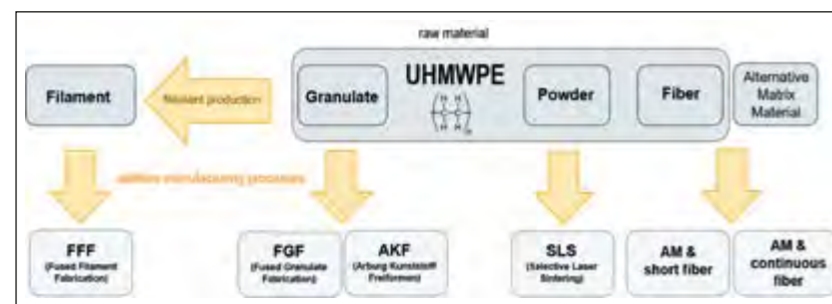 raw material
UHMWPE
Filament
filament production
Granulate
Powder
Fiber
Alternative
Matrix
Material
H H
C C
H H
n
additive manufacturing processes
FFF
(Fused Filament
Fabrication)
FGF
(Fused Granulate
Fabrication)
AKF
(Arburg Kunststoff
Freiformen)
SLS
(Selective Laser
Sintering)
AM &
short fiber
AM &
continuous
fiber